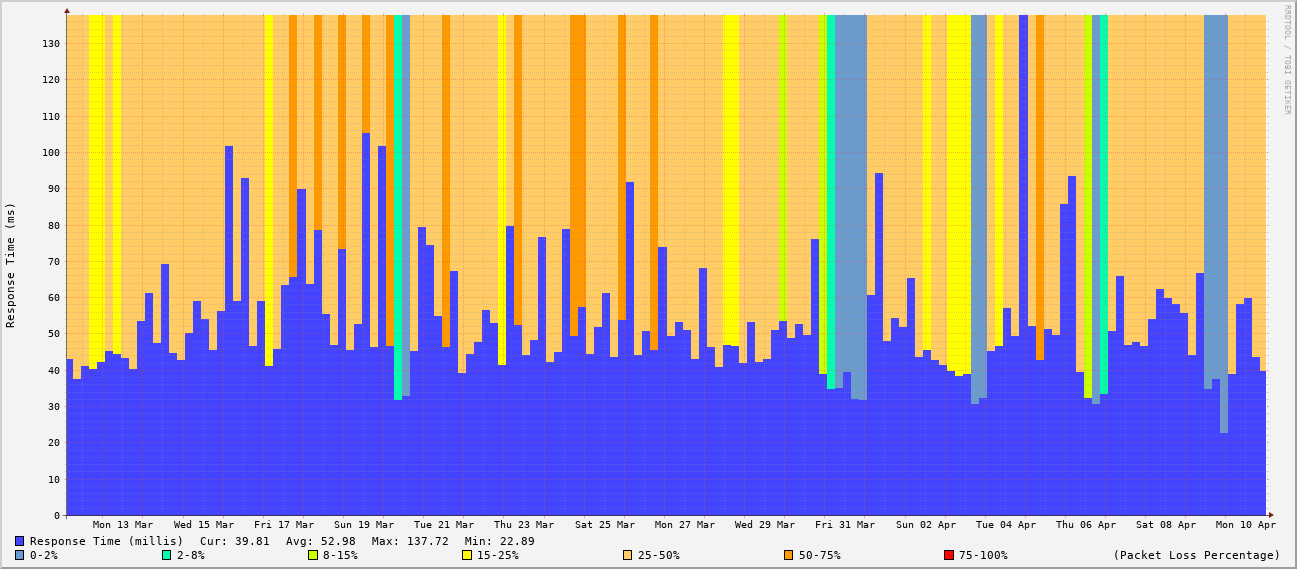 RRDTOOL / TOBI OETIKER
Response Time (ms)
130
120
110
100
90
80
70
60
50
40
30
20
10
0
Mon 13 Mar Wed 15 Mar Fri 17 Mar Sun 19 Mar Tue 21 Mar Thu 23 Mar Sat 25 Mar Mon 27 Mar Wed 29 Mar Fri 31 Mar Sun 02 Apr Tue 04 Apr Thu 06 Apr Sat 08 Apr Mon 10 Apr
Response Time (millis) Cur: 39.81 Avg: 52.98 Max: 137.72 Min: 22.89
0-2% 2-8% 8-15% 15-25% 25-50% 50-75% 75-100% (Packet Loss Percentage)